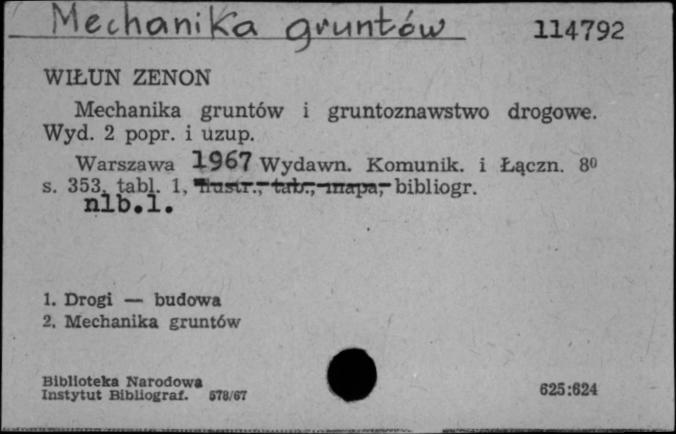 Mechanika gruntów 114792
WIŁUN ZENON
Mechanika gruntów i gruntoznawstwo drogowe.
Wyd. 2 popr. i uzup.
Warszawa 1967 Wydawn. Komunik. i Łączn. 8⁰
s. 353, tabl. 1, ilustr., tab., mapa, bibliogr.
nlb.1.
1. Drogi — budowa
2. Mechanika gruntów
Biblioteka Narodowa
Instytut Bibliograf. 578/67
625:624